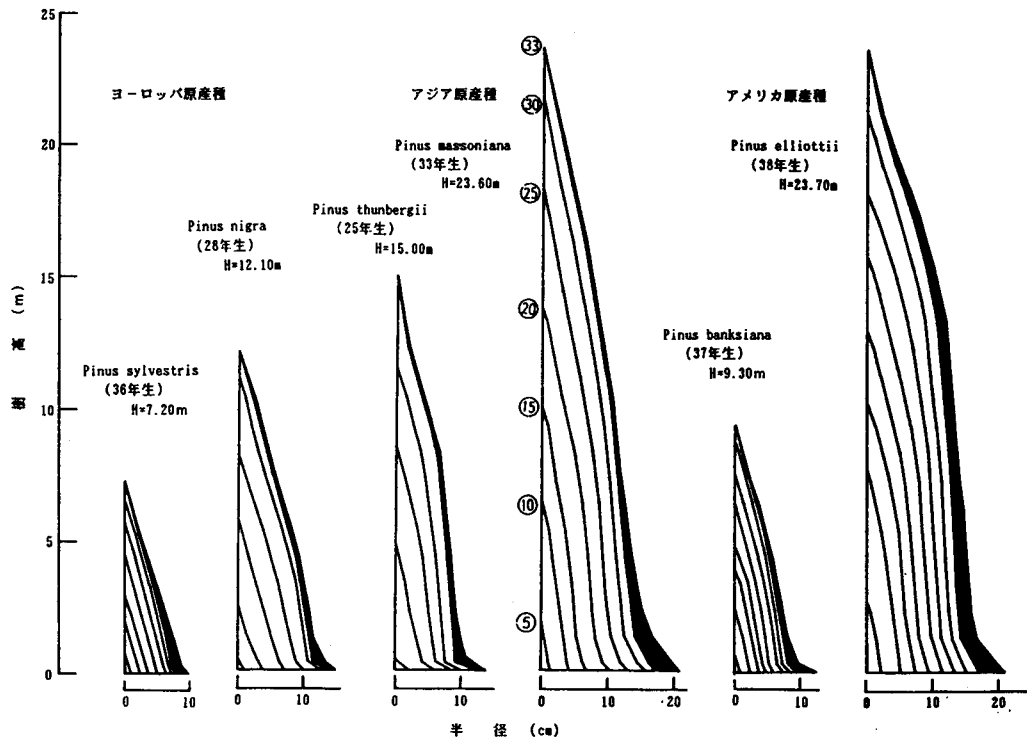 25
20
15
10
5
0
樹高 (m)
ヨーロッパ原産種
アジア原産種
アメリカ原産種
Pinus sylvestris
(36年生)
H=7.20m
Pinus nigra
(28年生)
H=12.10m
Pinus thunbergii
(25年生)
H=15.00m
Pinus massoniana
(33年生)
H=23.60m
㉝
㉚
㉕
⑳
⑮
⑩
⑤
Pinus banksiana
(37年生)
H=9.30m
Pinus elliottii
(38年生)
H=23.70m
0 10
0 10
0 10
0 10 20
0 10
0 10 20
半径 (cm)